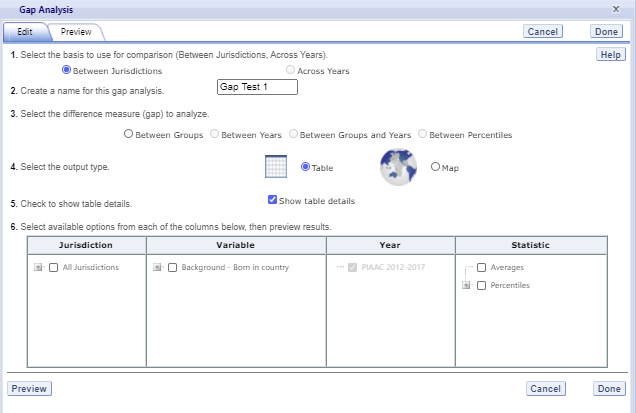 Gap Analysis x
Edit Preview Cancel Done
1. Select the basis to use for comparison (Between Jurisdictions, Across Years). Help
Between Jurisdictions Across Years
2. Create a name for this gap analysis. Gap Test 1
3. Select the difference measure (gap) to analyze.
Between Groups Between Years Between Groups and Years Between Percentiles
4. Select the output type. Table Map
5. Check to show table details. Show table details
6. Select available options from each of the columns below, then preview results.
Jurisdiction Variable Year Statistic
All Jurisdictions Background - Born in country PIAAC 2012-2017 Averages
Percentiles
Preview Cancel Done